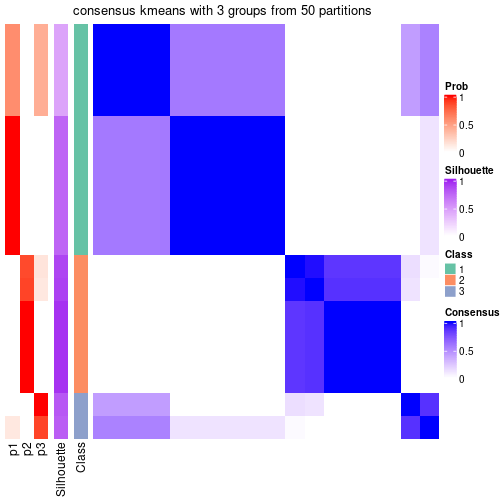 consensus kmeans with 3 groups from 50 partitions
Prob
1
0.5
0
Silhouette
1
0.5
0
Class
1
2
3
Consensus
1
0.5
0
p1
p2
p3
Silhouette
Class